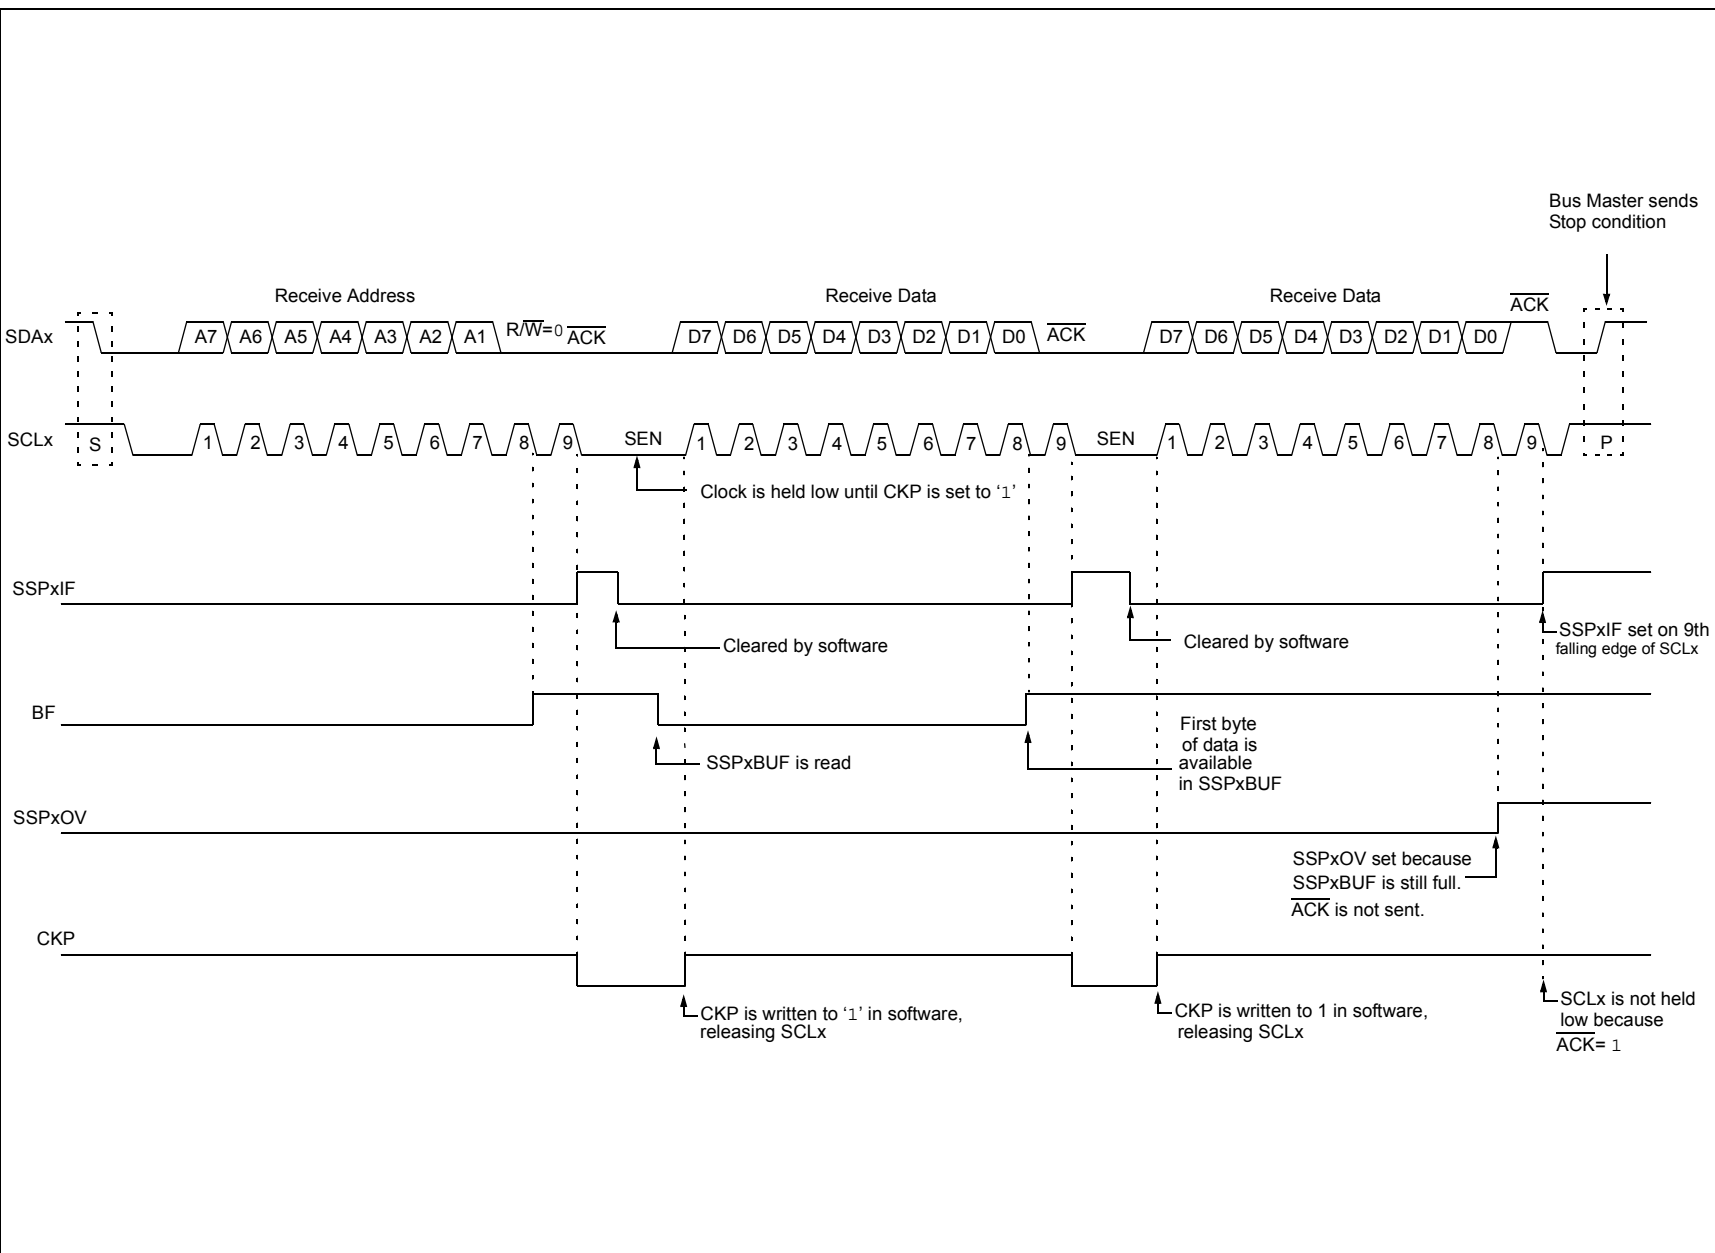 Bus Master sends
Stop condition
Receive Address
Receive Data
Receive Data
ACK
SDAx
A7 A6 A5 A4 A3 A2 A1 R/W=0 ACK
D7 D6 D5 D4 D3 D2 D1 D0 ACK
D7 D6 D5 D4 D3 D2 D1 D0
SCLx
S
1 2 3 4 5 6 7 8 9 SEN
1 2 3 4 5 6 7 8 9 SEN
1 2 3 4 5 6 7 8 9
P
Clock is held low until CKP is set to ‘1’
SSPxIF
Cleared by software
Cleared by software
SSPxIF set on 9th
falling edge of SCLx
BF
SSPxBUF is read
First byte
of data is
available
in SSPxBUF
SSPxOV
SSPxOV set because
SSPxBUF is still full.
ACK is not sent.
CKP
CKP is written to ‘1’ in software,
releasing SCLx
CKP is written to 1 in software,
releasing SCLx
SCLx is not held
low because
ACK= 1